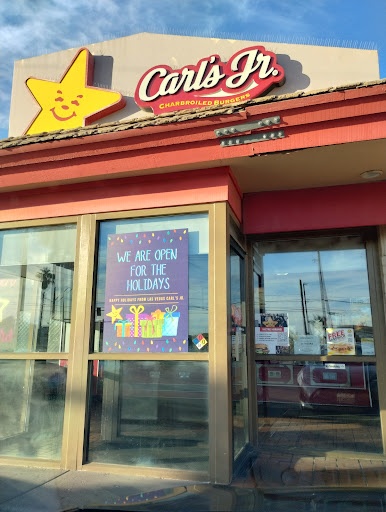 Carl's Jr.
CHARBROILED BURGERS
WE ARE OPEN
FOR THE
HOLIDAYS
HAPPY HOLIDAYS FROM LAS VEGAS CARL'S JR.
FREE